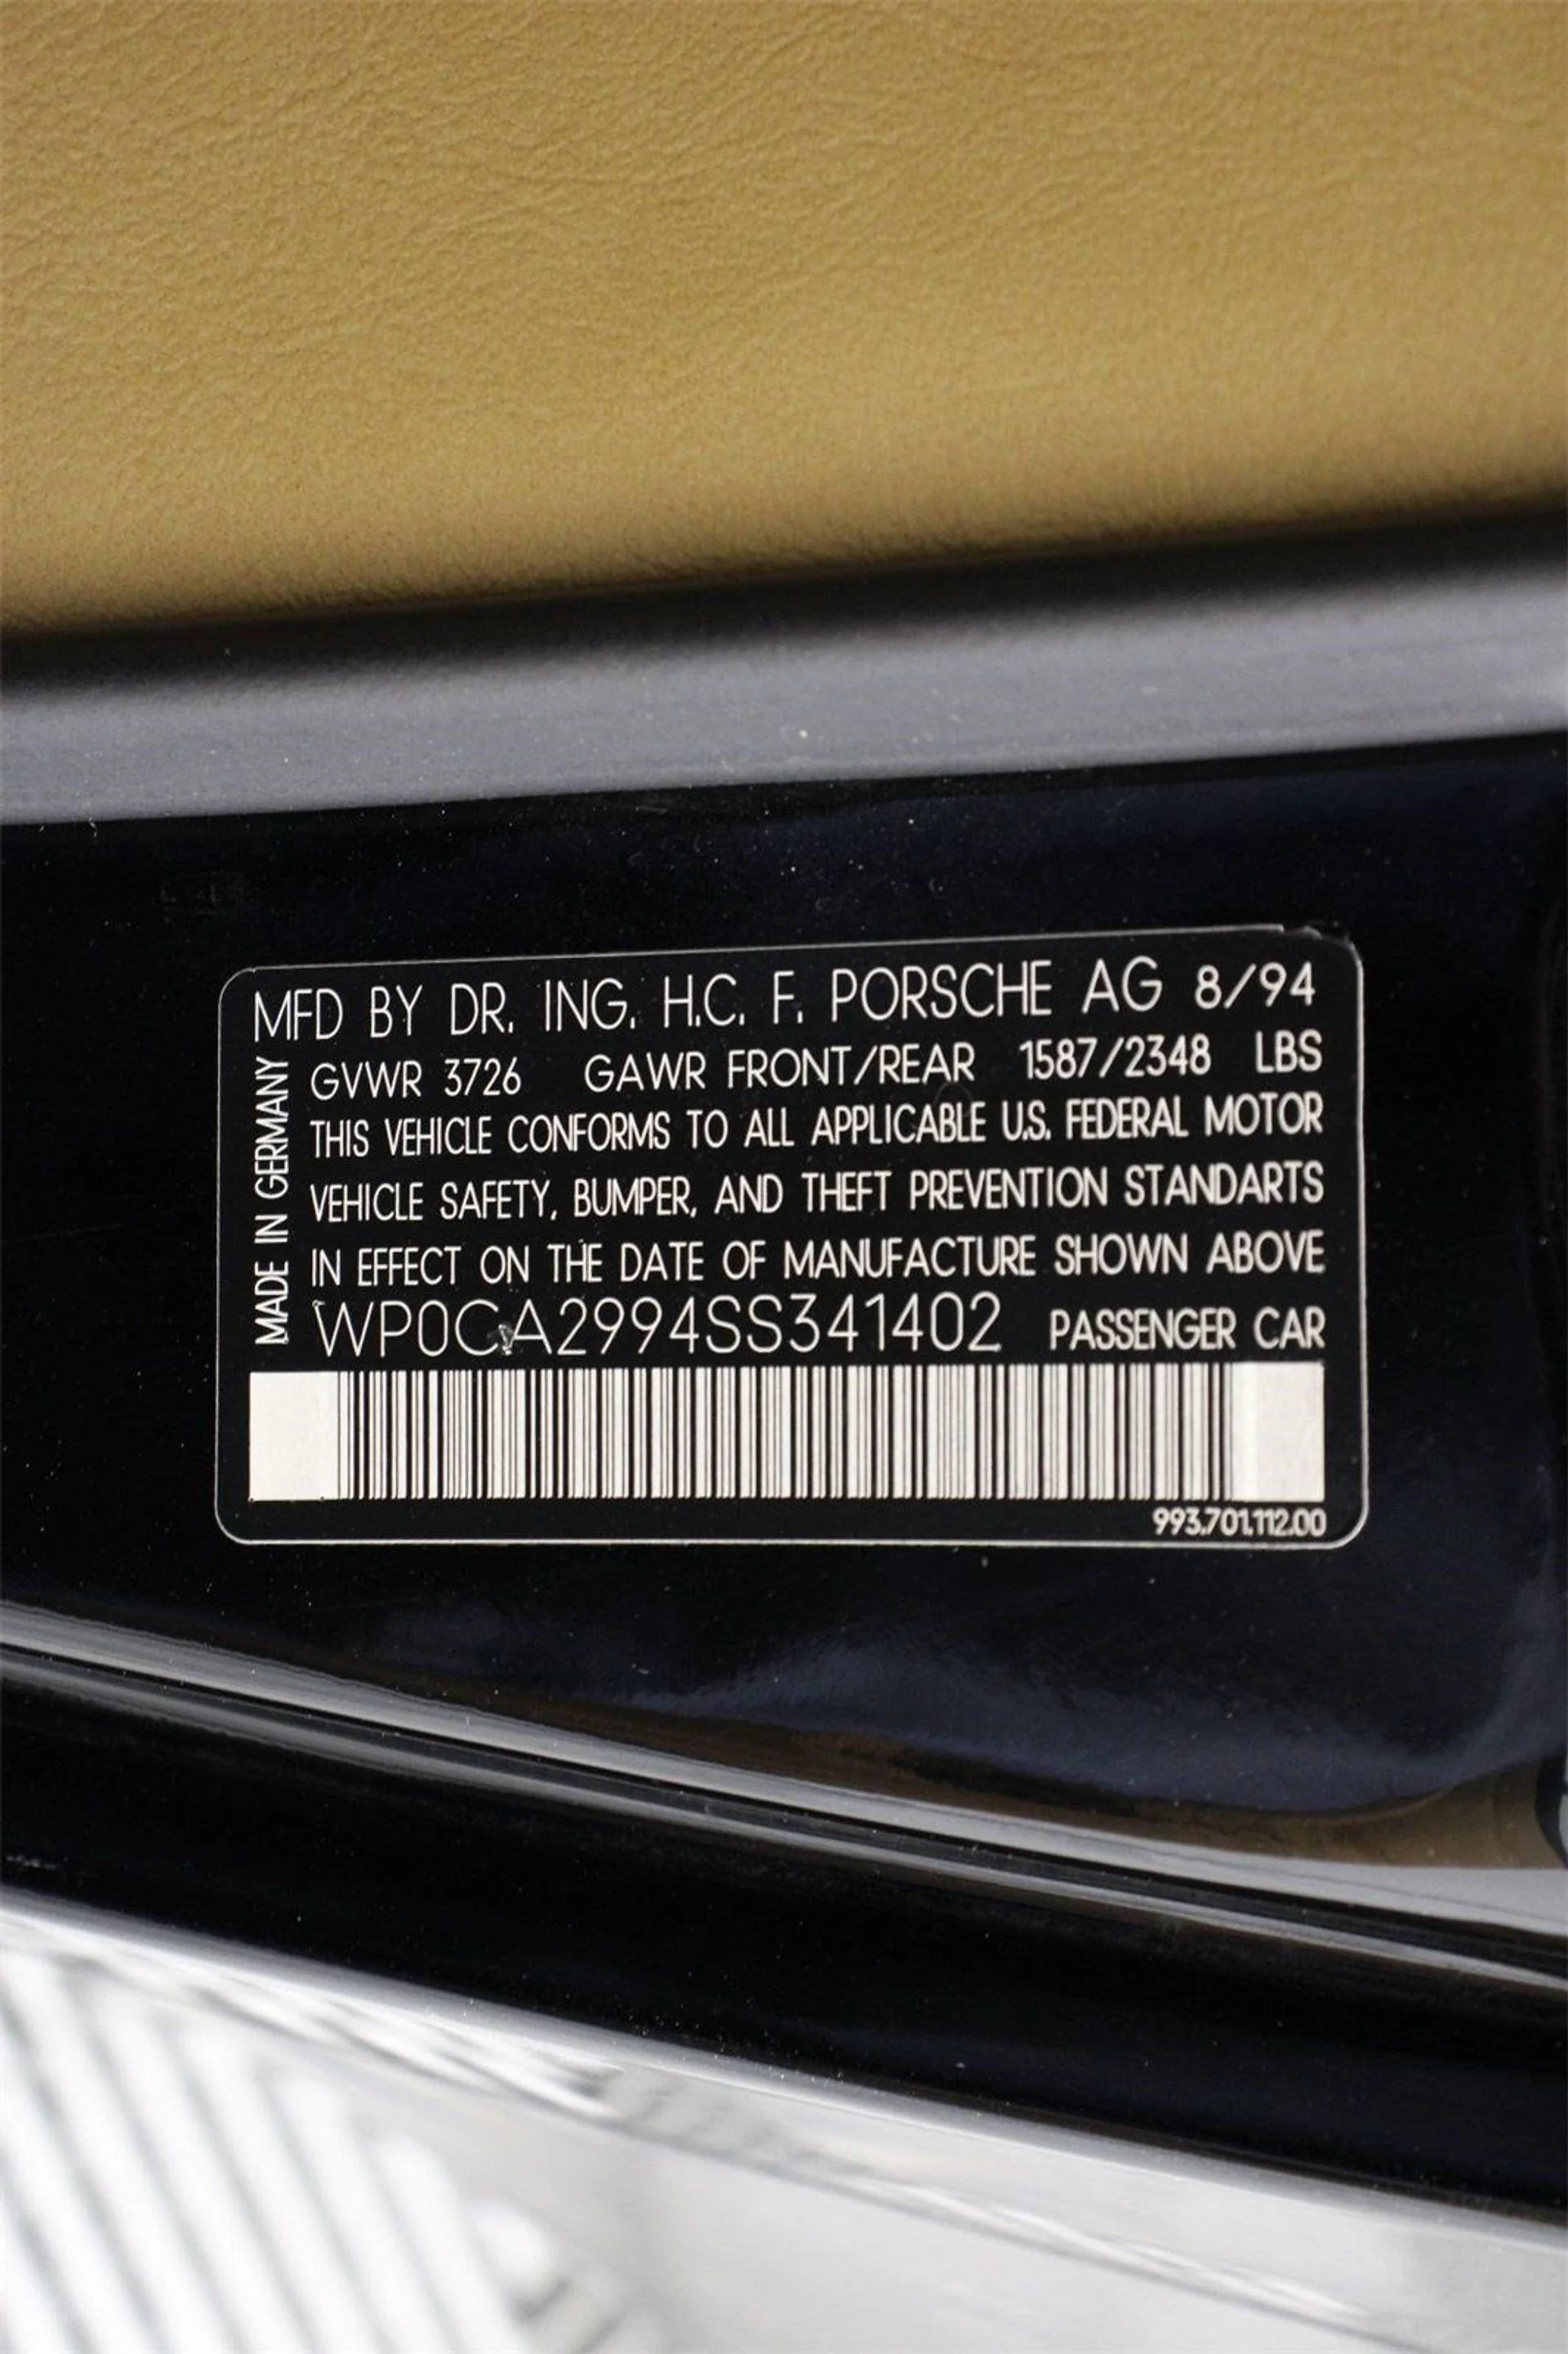 MFD BY DR. ING. H.C. F. PORSCHE AG 8/94
MADE IN GERMANY
GVWR 3726 GAWR FRONT/REAR 1587/2348 LBS
THIS VEHICLE CONFORMS TO ALL APPLICABLE U.S. FEDERAL MOTOR
VEHICLE SAFETY, BUMPER, AND THEFT PREVENTION STANDARTS
IN EFFECT ON THE DATE OF MANUFACTURE SHOWN ABOVE
WP0CA2994SS341402 PASSENGER CAR
993.701.112.00